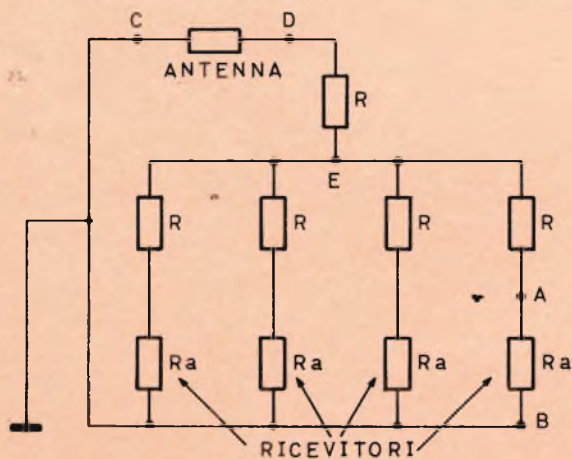 C D
ANTENNA
R
E
R R R R
A
Ra Ra Ra Ra
B
RICEVITORI